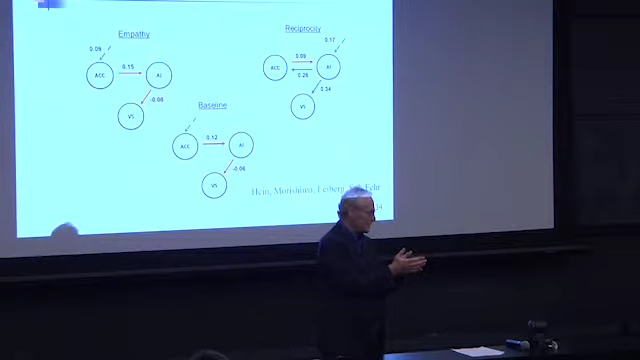 Empathy
0.09
ACC
0.15
AI
-0.08
VS
Reciprocity
0.17
ACC
0.09
0.26
AI
0.34
VS
Baseline
ACC
0.12
AI
-0.06
VS
Hein, Morishima, Leiberg, Fehr